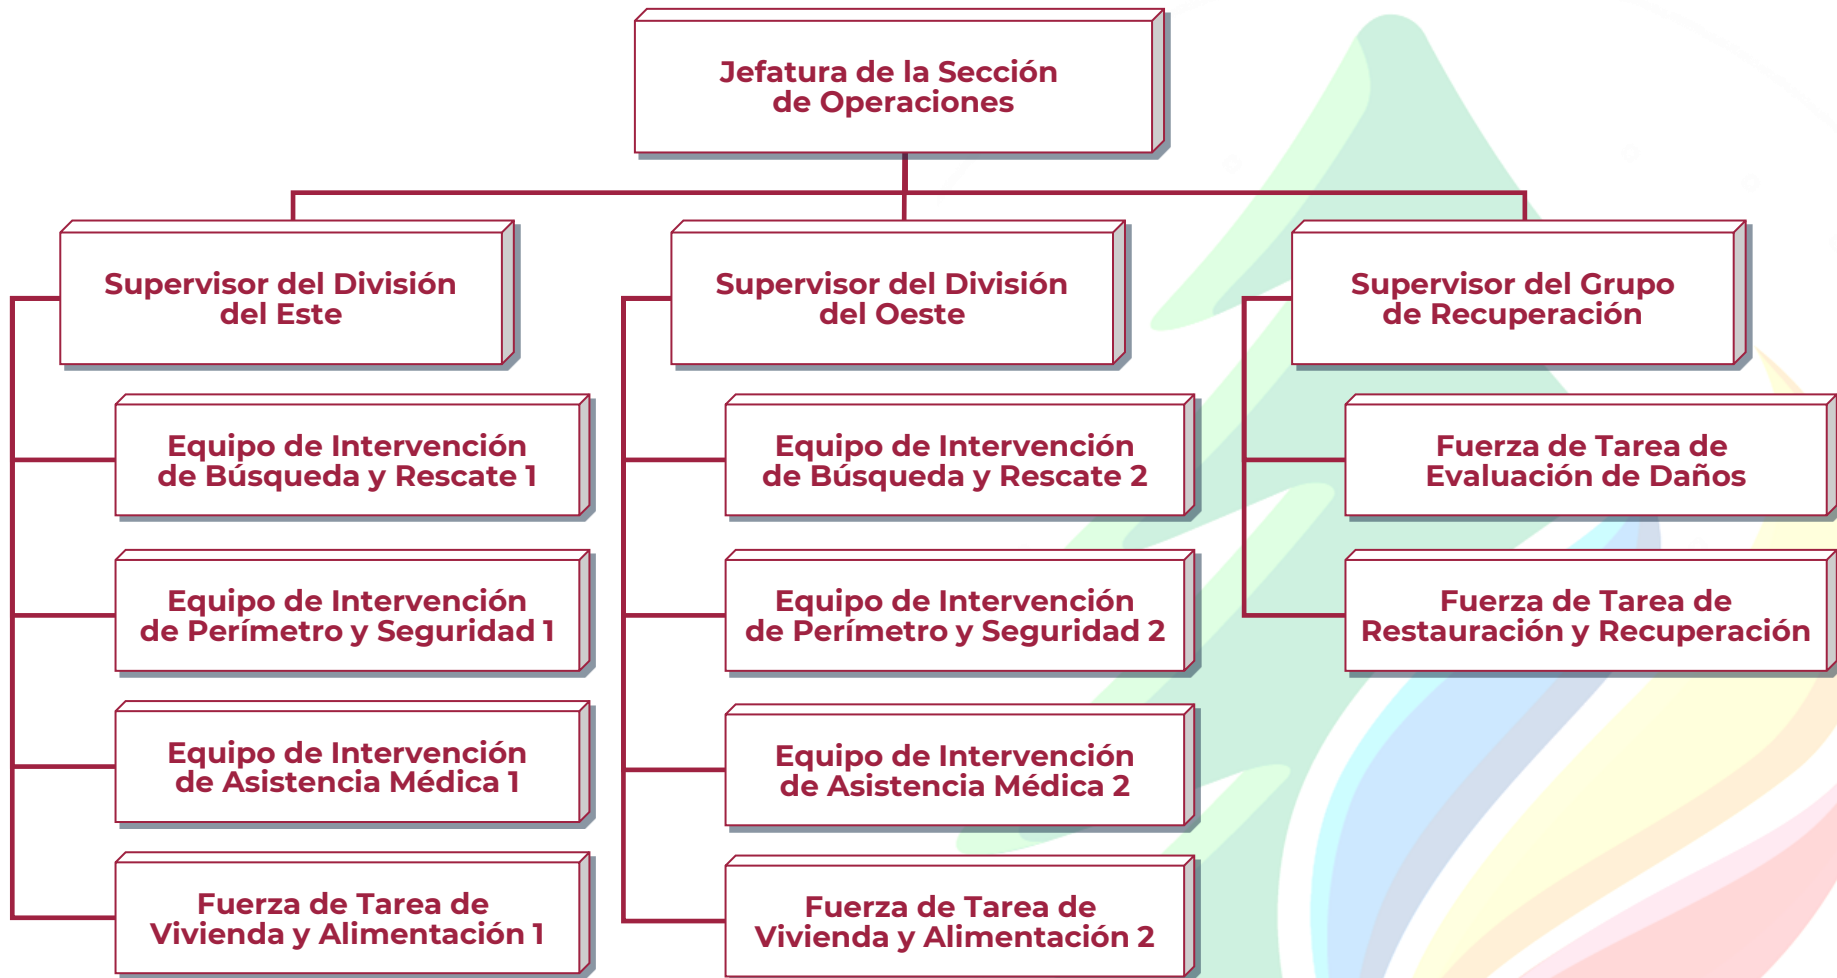 Jefatura de la Sección
de Operaciones
Supervisor del División
del Este
Supervisor del División
del Oeste
Supervisor del Grupo
de Recuperación
Equipo de Intervención
de Búsqueda y Rescate 1
Equipo de Intervención
de Perímetro y Seguridad 1
Equipo de Intervención
de Asistencia Médica 1
Fuerza de Tarea de
Vivienda y Alimentación 1
Equipo de Intervención
de Búsqueda y Rescate 2
Equipo de Intervención
de Perímetro y Seguridad 2
Equipo de Intervención
de Asistencia Médica 2
Fuerza de Tarea de
Vivienda y Alimentación 2
Fuerza de Tarea de
Evaluación de Daños
Fuerza de Tarea de
Restauración y Recuperación